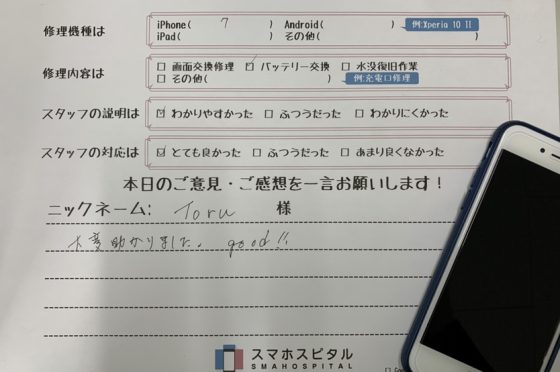 修理機種は iPhone( 7 ) Android( ) 例:Xperia 10 II
iPad( ) その他( )
修理内容は □ 画面交換修理 ☑ バッテリー交換 □ 水没復旧作業
□ その他( ) 例:充電口修理
スタッフの説明は ☑ わかりやすかった □ ふつうだった □ わかりにくかった
スタッフの対応は ☑ とても良かった □ ふつうだった □ あまり良くなかった
本日のご意見・ご感想を一言お願いします!
ニックネーム: Toru 様
大変助かりました。 good!!
スマホスピタル
SMAHOSPITAL